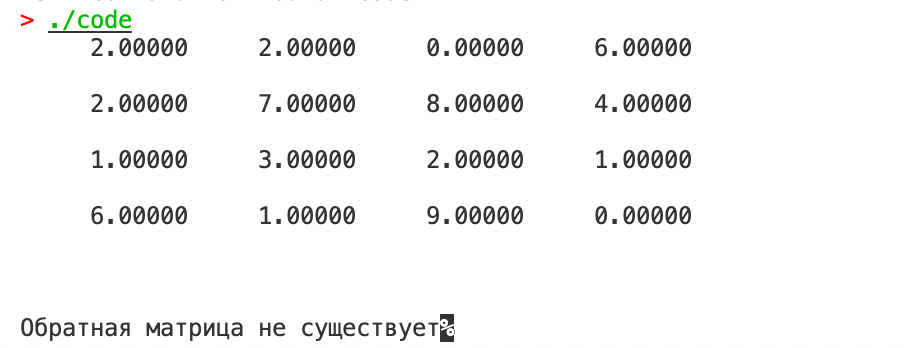 > ./code
2.00000 2.00000 0.00000 6.00000
2.00000 7.00000 8.00000 4.00000
1.00000 3.00000 2.00000 1.00000
6.00000 1.00000 9.00000 0.00000
Обратная матрица не существует%